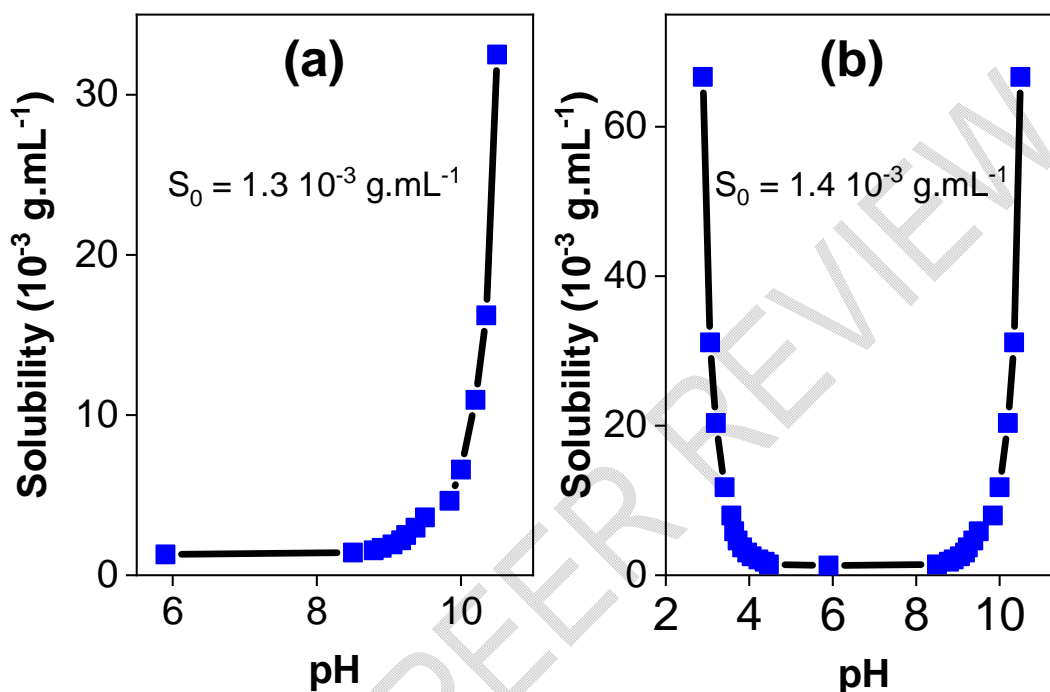 (a)
S₀ = 1.3 10⁻³ g.mL⁻¹
Solubility (10⁻³ g.mL⁻¹)
30
20
10
0
6
8
10
pH
(b)
S₀ = 1.4 10⁻³ g.mL⁻¹
Solubility (10⁻³ g.mL⁻¹)
60
40
20
0
2
4
6
8
10
pH
PEER REVIEW